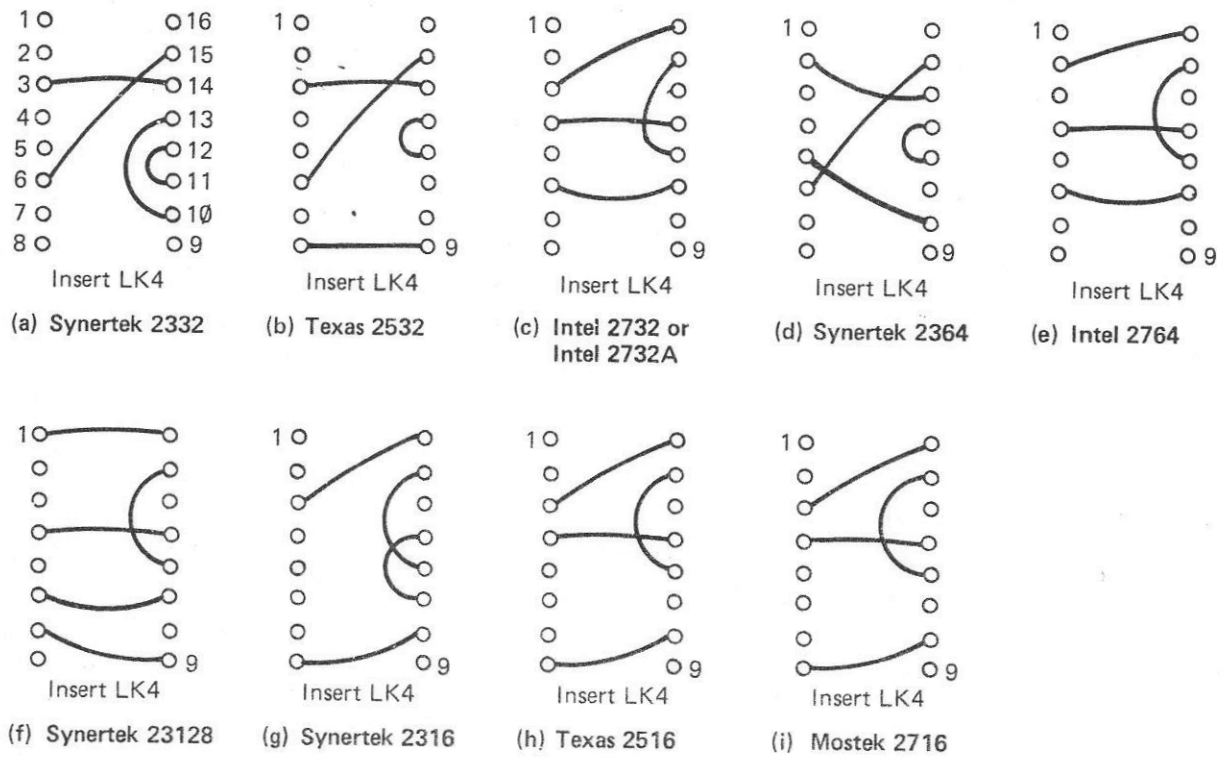 1 16
2 15
3 14
4 13
5 12
6 11
7 10
8 9
Insert LK4
(a) Synertek 2332
1
9
Insert LK4
(b) Texas 2532
1
9
Insert LK4
(c) Intel 2732 or
Intel 2732A
1
9
Insert LK4
(d) Synertek 2364
1
9
Insert LK4
(e) Intel 2764
1
9
Insert LK4
(f) Synertek 23128
1
9
Insert LK4
(g) Synertek 2316
1
9
Insert LK4
(h) Texas 2516
1
9
Insert LK4
(i) Mostek 2716